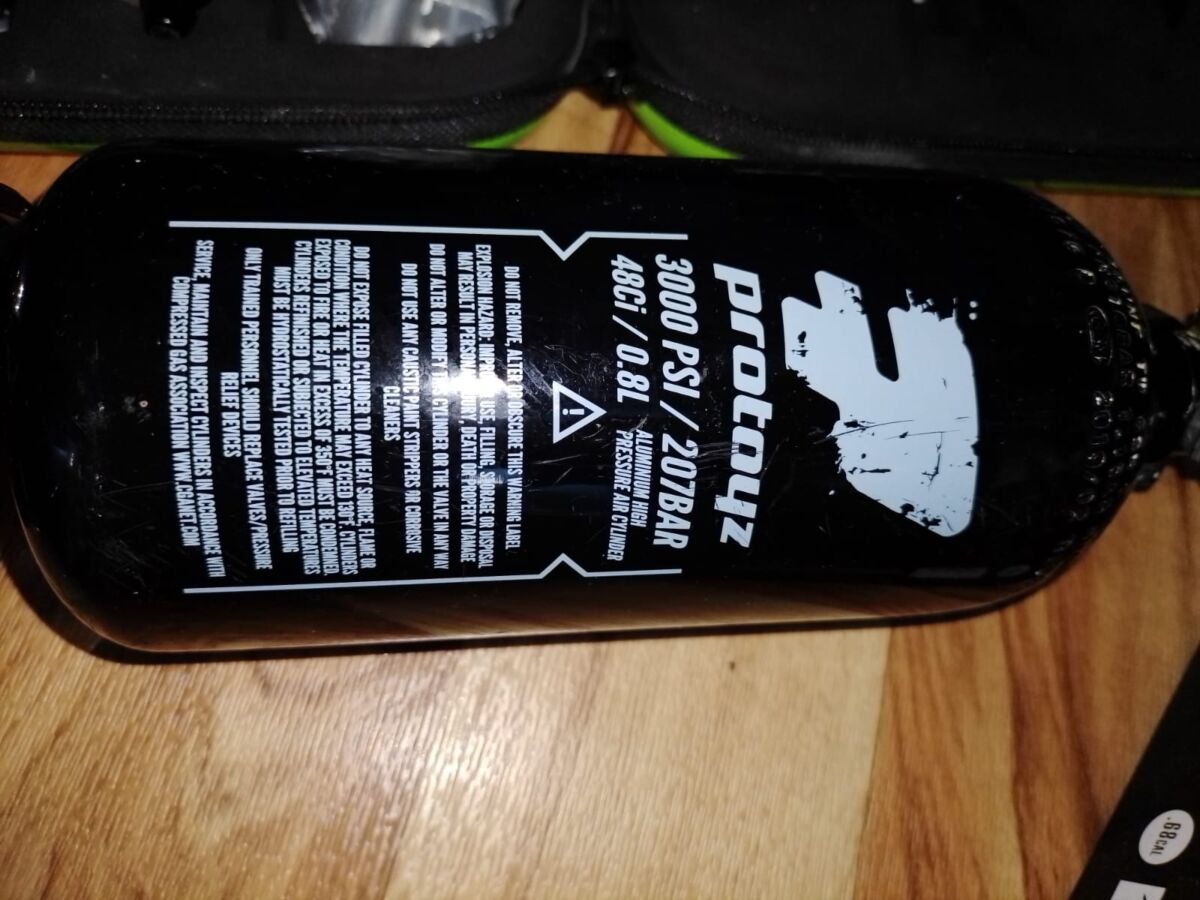 protoyz
3000 PSI / 207BAR
48Ci / 0.8L
ALUMINIUM HIGH
PRESSURE AIR CYLINDER
DO NOT REMOVE, ALTER OR OBSCURE THIS WARNING LABEL
EXPLOSION HAZARD: IMPROPER USE, FILLING, STORAGE OR DISPOSAL
MAY RESULT IN PERSONAL INJURY, DEATH OR PROPERTY DAMAGE
DO NOT ALTER OR MODIFY THE CYLINDER OR THE VALVE IN ANY WAY
DO NOT USE ANY CAUSTIC PAINT STRIPPERS OR CORROSIVE
CLEANERS
DO NOT EXPOSE FILLED CYLINDER TO ANY HEAT SOURCE, FLAME OR
CONDITION WHERE THE TEMPERATURE MAY EXCEED 130°F. CYLINDERS
EXPOSED TO FIRE OR HEAT IN EXCESS OF 350°F MUST BE CONDEMNED.
CYLINDERS REFINISHED OR SUBJECTED TO ELEVATED TEMPERATURES
MUST BE HYDROSTATICALLY TESTED PRIOR TO REFILLING
ONLY TRAINED PERSONNEL SHOULD REPLACE VALVES/PRESSURE
RELIEF DEVICES
SERVICE, MAINTAIN AND INSPECT CYLINDERS IN ACCORDANCE WITH
COMPRESSED GAS ASSOCIATION WWW.CGANET.COM
.68CAL